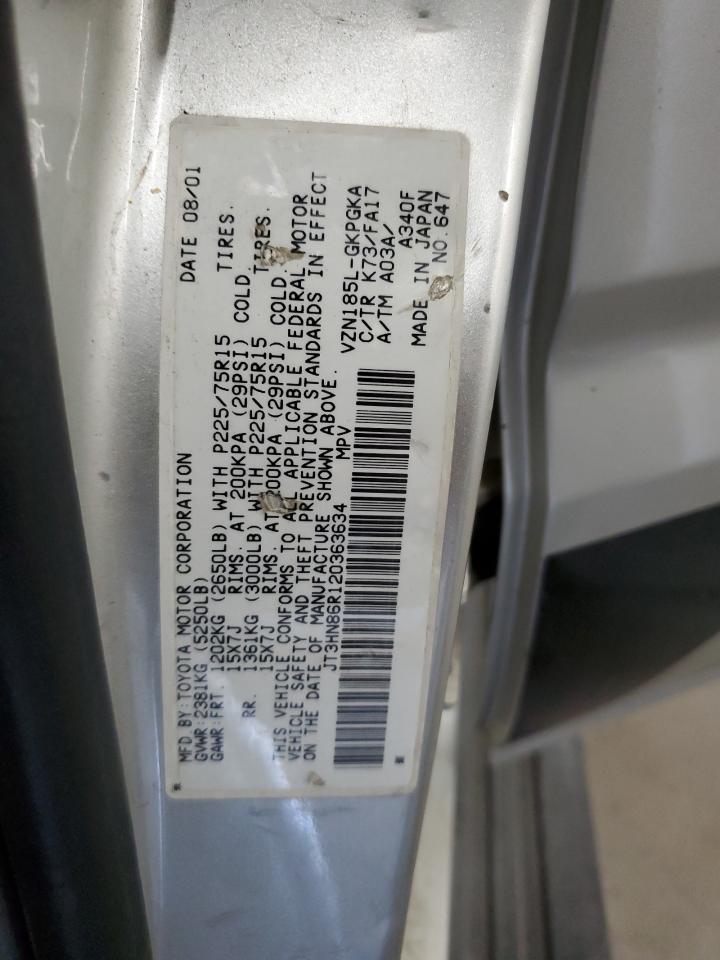 MFD BY:TOYOTA MOTOR CORPORATION DATE 08/01
GVWR:2381KG (5250LB)
GAWR:FRT. 1202KG (2650LB) WITH P225/75R15 TIRES.
15X7J RIMS. AT 200KPA (29PSI) COLD.
RR. 1361KG (3000LB) WITH P225/75R15 TIRES.
15X7J RIMS. AT 200KPA (29PSI) COLD.
THIS VEHICLE CONFORMS TO ALL APPLICABLE FEDERAL MOTOR
VEHICLE SAFETY AND THEFT PREVENTION STANDARDS IN EFFECT
ON THE DATE OF MANUFACTURE SHOWN ABOVE.
JT3HN86R120363634 MPV
VZN185L-GKPGKA
C/TR K73/FA17
A/TM A03A/
A340F
MADE IN JAPAN
NO.647